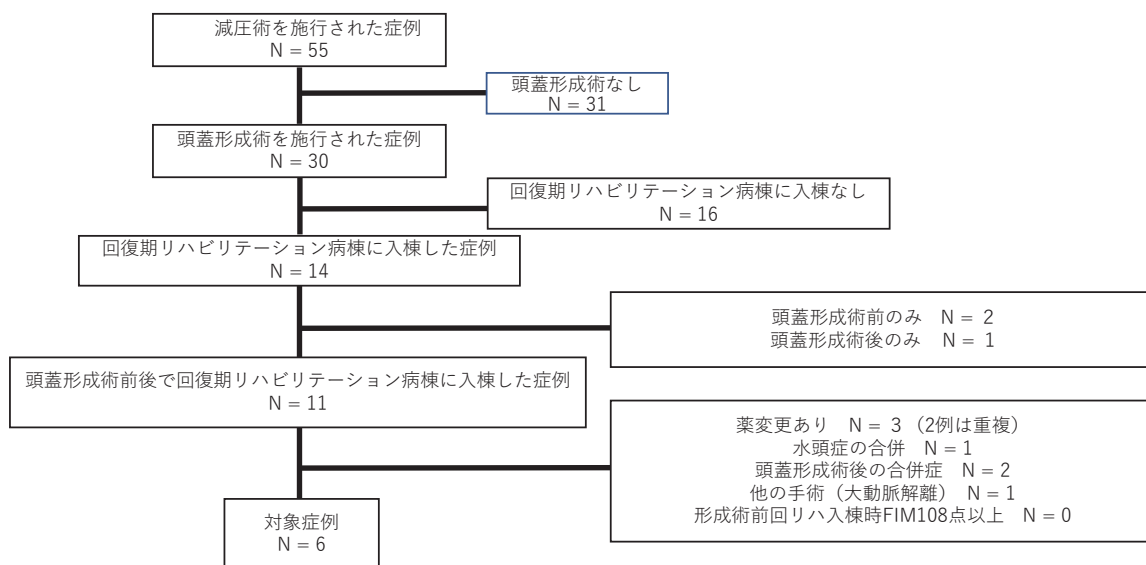 減圧術を施行された症例
N = 55
頭蓋形成術なし
N = 31
頭蓋形成術を施行された症例
N = 30
回復期リハビリテーション病棟に入棟なし
N = 16
回復期リハビリテーション病棟に入棟した症例
N = 14
頭蓋形成術前のみ　N = 2
頭蓋形成術後のみ　N = 1
頭蓋形成術前後で回復期リハビリテーション病棟に入棟した症例
N = 11
薬変更あり　N = 3 （2例は重複）
水頭症の合併　N = 1
頭蓋形成術後の合併症　N = 2
他の手術（大動脈解離）　N = 1
形成術前回リハ入棟時FIM108点以上　N = 0
対象症例
N = 6